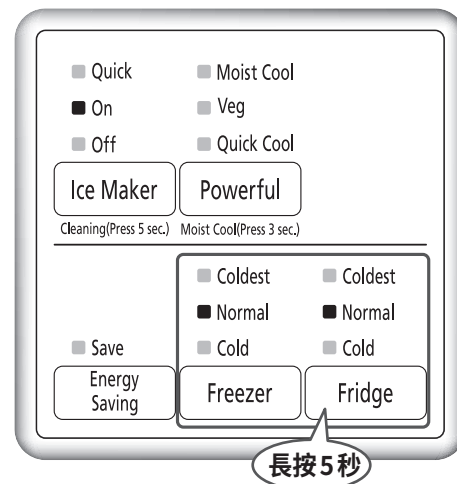 Quick Moist Cool
On Veg
Off Quick Cool
Ice Maker Powerful
Cleaning(Press 5 sec.) Moist Cool(Press 3 sec.)
Coldest Coldest
Normal Normal
Save Cold Cold
Energy
Saving Freezer Fridge
長按5秒